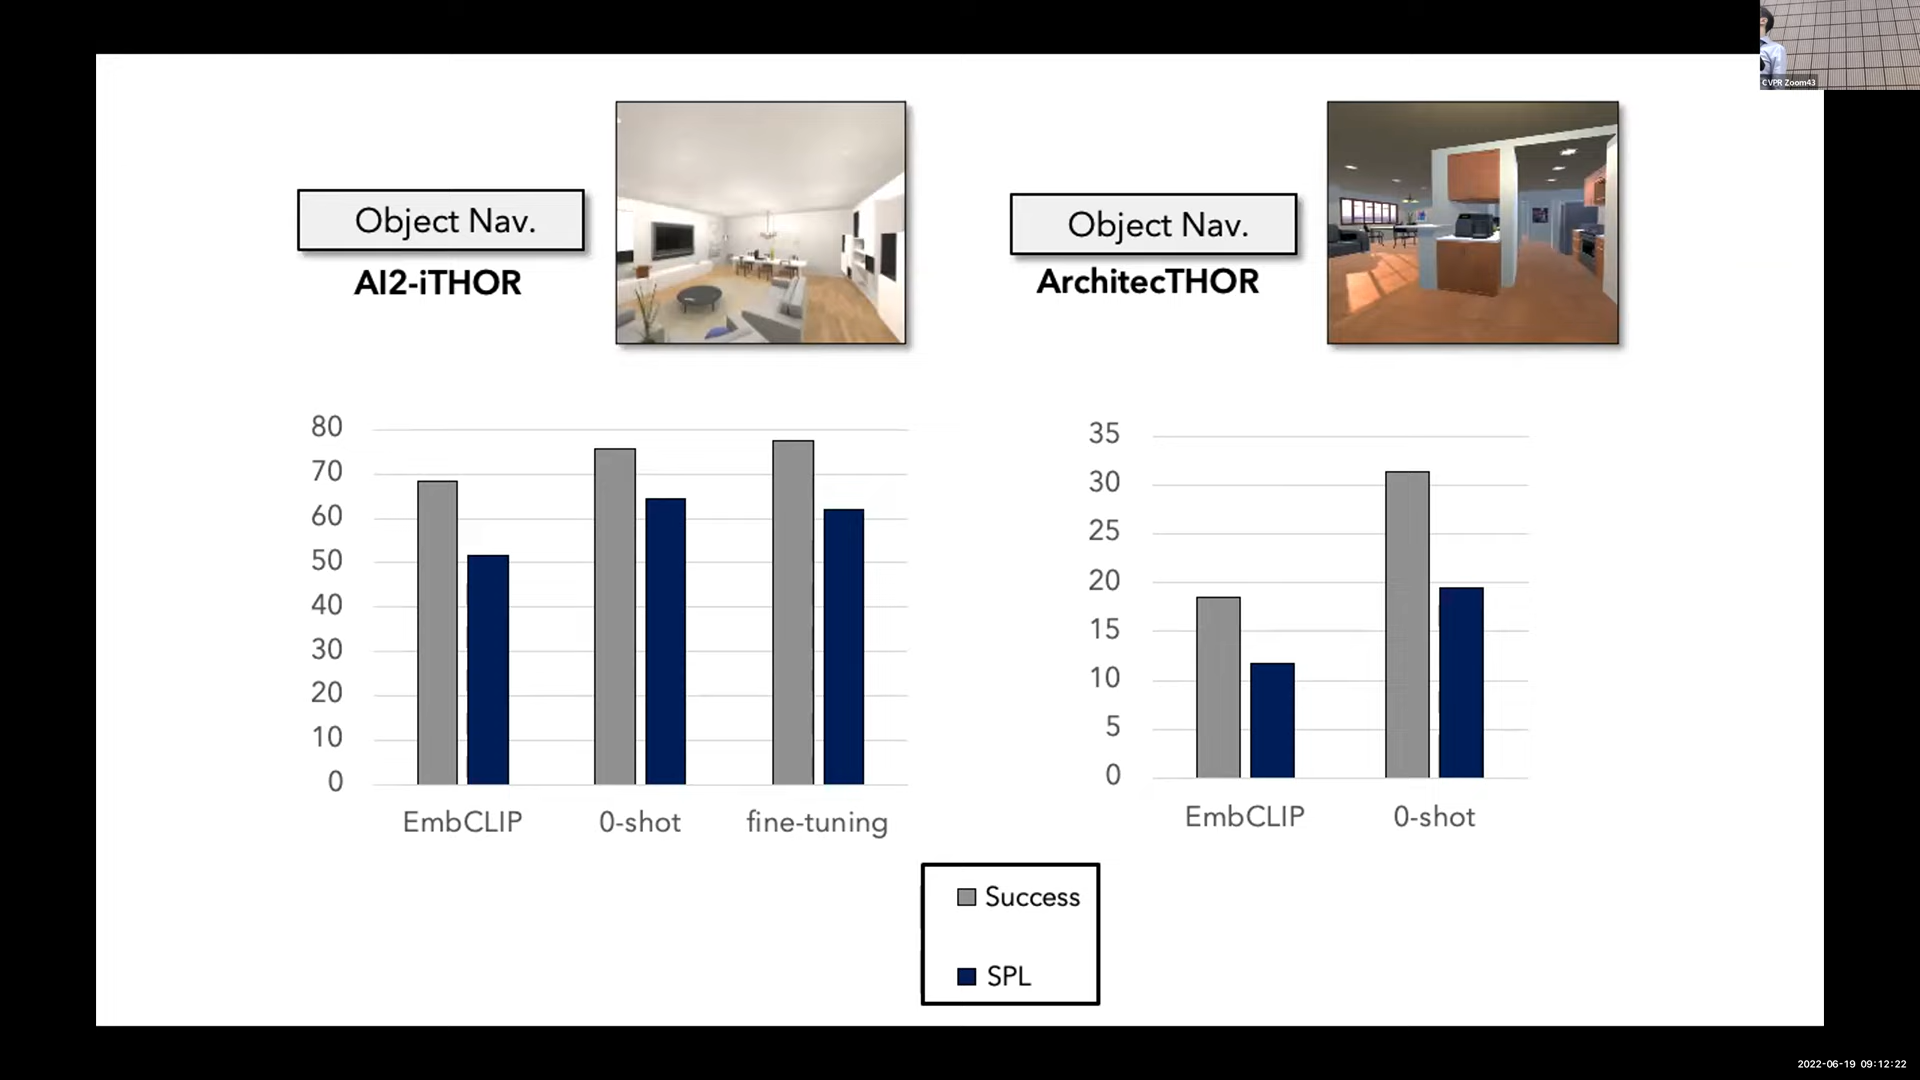 CVPR Zoom43
Object Nav.
AI2-iTHOR
Object Nav.
ArchitecTHOR
80
70
60
50
40
30
20
10
0
EmbCLIP
0-shot
fine-tuning
35
30
25
20
15
10
5
0
EmbCLIP
0-shot
Success
SPL
2022-06-19 09:12:22